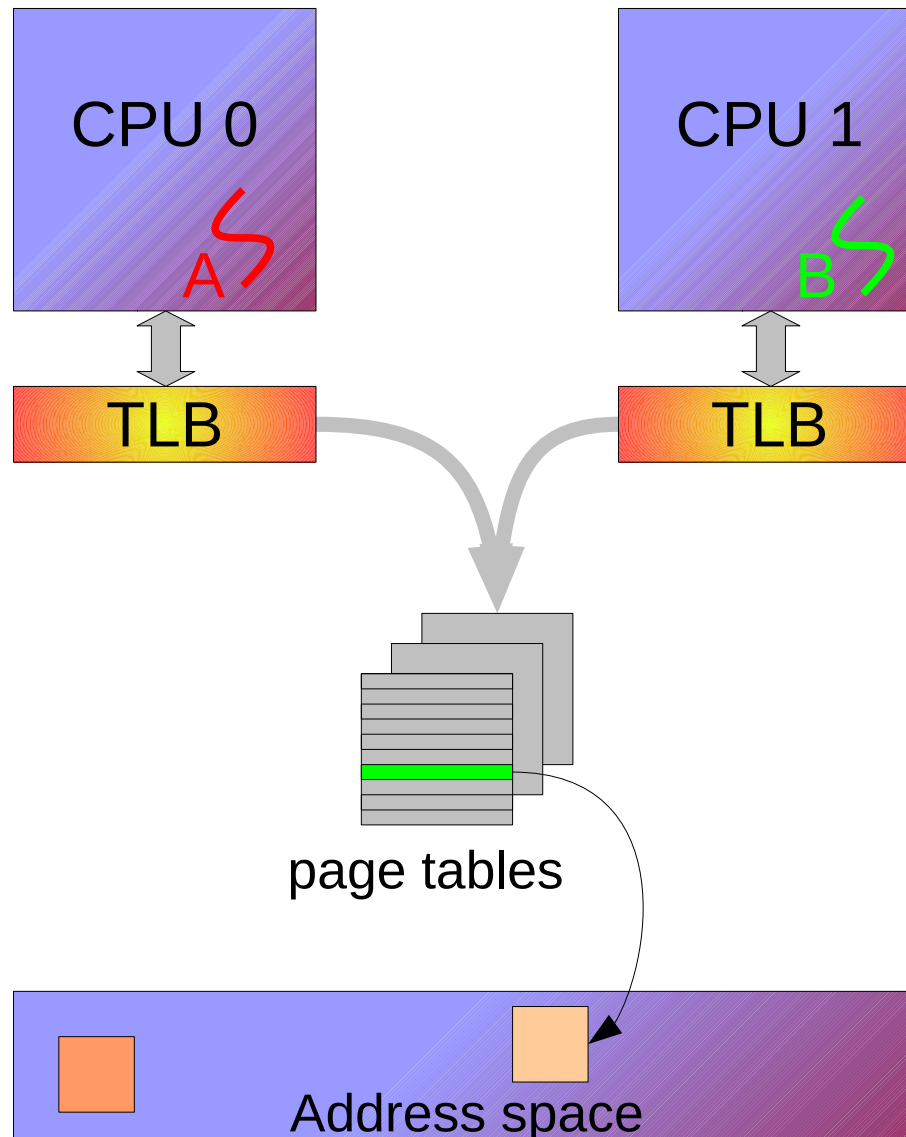 CPU 0
CPU 1
A
B
TLB
TLB
page tables
Address space